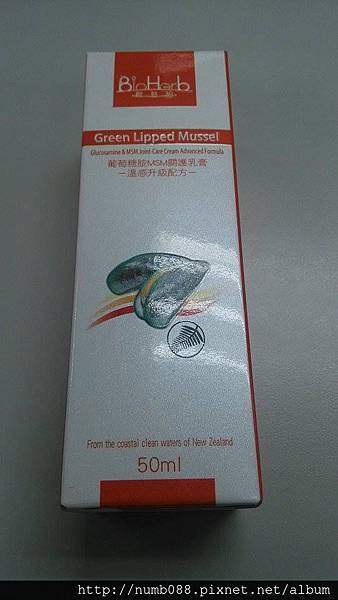 BioHerb
Green Lipped Mussel
Glucosamine & MSM Joint-Care Cream Advanced Formula
葡萄糖胺MSM關護乳膏
－溫感升級配方－
From the coastal clean waters of New Zealand
50ml
http://numb088.pixnet.net/album